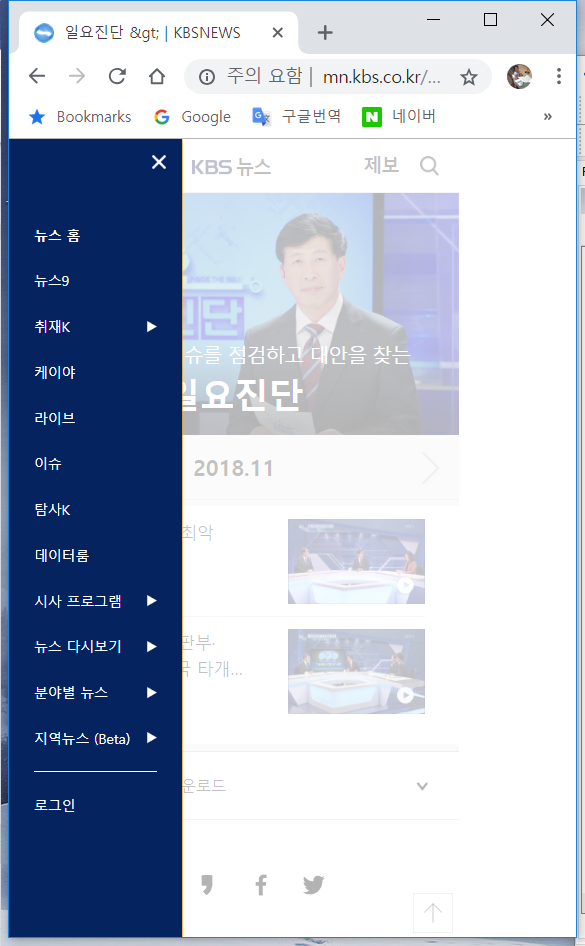 일요진단 &gt; | KBSNEWS
주의 요함 | mn.kbs.co.kr/...
Bookmarks
Google
구글번역
네이버
»
KBS 뉴스
제보
뉴스 홈
뉴스9
취재K
케이야
라이브
이슈
탐사K
데이터룸
시사 프로그램
뉴스 다시보기
분야별 뉴스
지역뉴스 (Beta)
로그인
진단
슈를 점검하고 대안을 찾는
일요진단
2018.11
최악
판부·
국 타개...
운로드